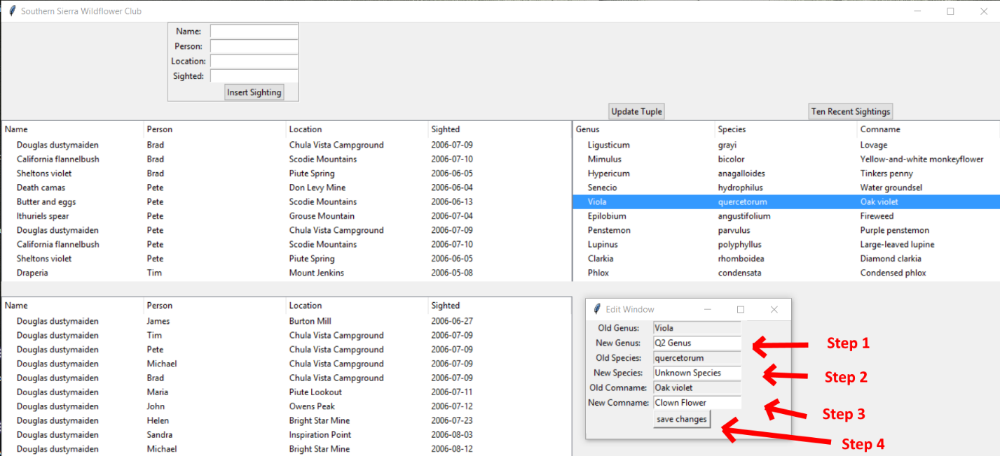 Southern Sierra Wildflower Club
Name:
Person:
Location:
Sighted:
Insert Sighting
Update Tuple Ten Recent Sightings
Name Person Location Sighted
Douglas dustymaiden Brad Chula Vista Campground 2006-07-09
California flannelbush Brad Scodie Mountains 2006-07-10
Sheltons violet Brad Piute Spring 2006-06-05
Death camas Pete Don Levy Mine 2006-06-04
Butter and eggs Pete Scodie Mountains 2006-06-13
Ithuriels spear Pete Grouse Mountain 2006-07-04
Douglas dustymaiden Pete Chula Vista Campground 2006-07-09
California flannelbush Pete Scodie Mountains 2006-07-10
Sheltons violet Pete Piute Spring 2006-06-05
Draperia Tim Mount Jenkins 2006-05-08
Genus Species Comname
Ligusticum grayi Lovage
Mimulus bicolor Yellow-and-white monkeyflower
Hypericum anagalloides Tinkers penny
Senecio hydrophilus Water groundsel
Viola quercetorum Oak violet
Epilobium angustifolium Fireweed
Penstemon parvulus Purple penstemon
Lupinus polyphyllus Large-leaved lupine
Clarkia rhomboidea Diamond clarkia
Phlox condensata Condensed phlox
Name Person Location Sighted
Douglas dustymaiden James Burton Mill 2006-06-27
Douglas dustymaiden Tim Chula Vista Campground 2006-07-09
Douglas dustymaiden Pete Chula Vista Campground 2006-07-09
Douglas dustymaiden Michael Chula Vista Campground 2006-07-09
Douglas dustymaiden Brad Chula Vista Campground 2006-07-09
Douglas dustymaiden Maria Piute Lookout 2006-07-11
Douglas dustymaiden John Owens Peak 2006-07-12
Douglas dustymaiden Helen Bright Star Mine 2006-07-23
Douglas dustymaiden Sandra Inspiration Point 2006-08-03
Douglas dustymaiden Michael Bright Star Mine 2006-08-12
Edit Window
Old Genus: Viola
New Genus: Q2 Genus
Old Species: quercetorum
New Species: Unknown Species
Old Comname: Oak violet
New Comname: Clown Flower
save changes
Step 1
Step 2
Step 3
Step 4